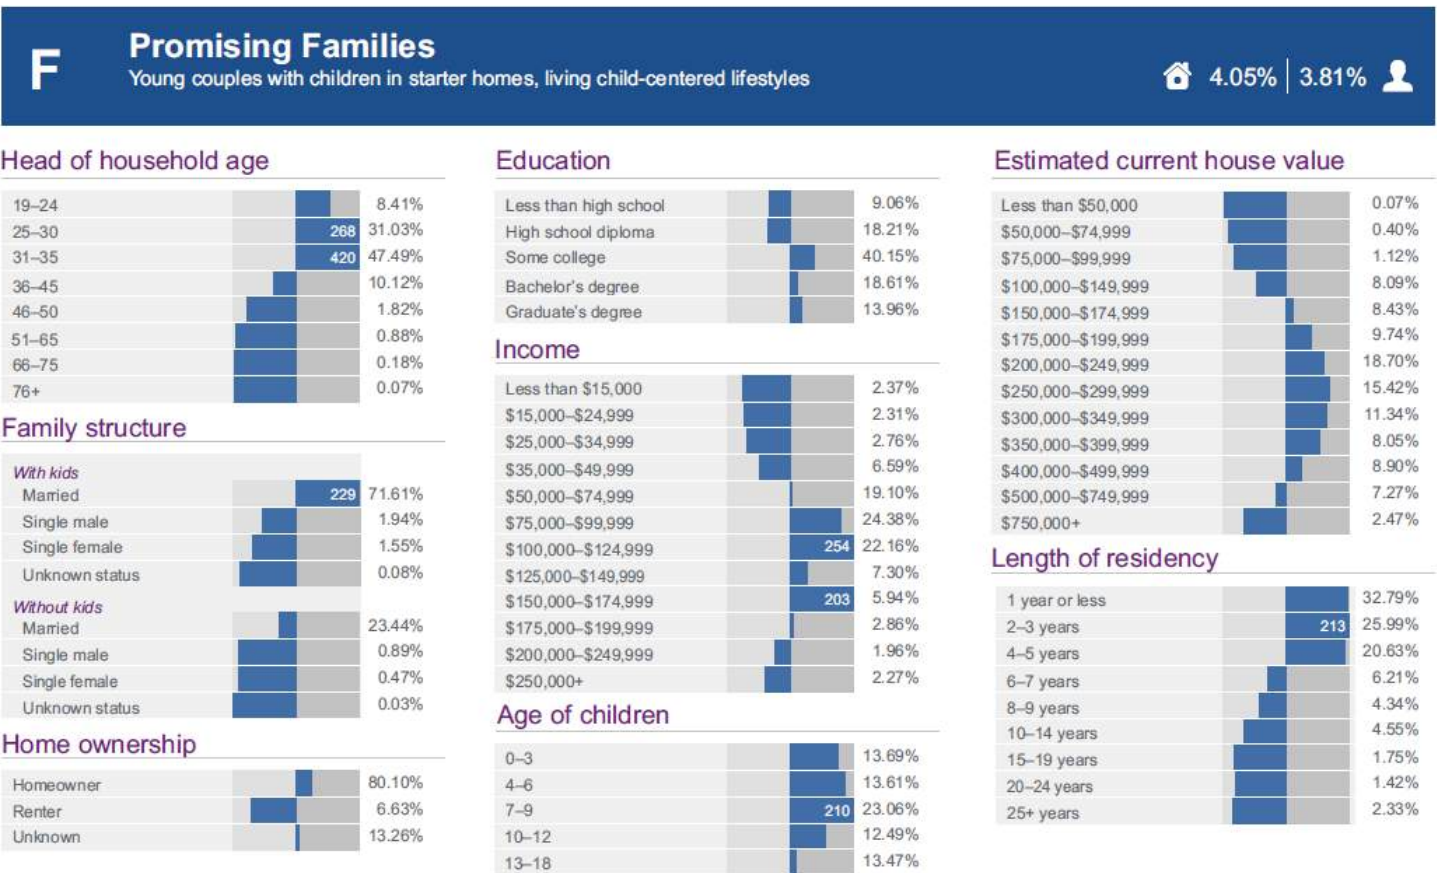 F
Promising Families
Young couples with children in starter homes, living child-centered lifestyles
4.05% 3.81%
Head of household age
19–24 8.41%
25–30 268 31.03%
31–35 420 47.49%
36–45 10.12%
46–50 1.82%
51–65 0.88%
66–75 0.18%
76+ 0.07%
Family structure
With kids
Married 229 71.61%
Single male 1.94%
Single female 1.55%
Unknown status 0.08%
Without kids
Married 23.44%
Single male 0.89%
Single female 0.47%
Unknown status 0.03%
Home ownership
Homeowner 80.10%
Renter 6.63%
Unknown 13.26%
Education
Less than high school 9.06%
High school diploma 18.21%
Some college 40.15%
Bachelor's degree 18.61%
Graduate's degree 13.96%
Income
Less than $15,000 2.37%
$15,000–$24,999 2.31%
$25,000–$34,999 2.76%
$35,000–$49,999 6.59%
$50,000–$74,999 19.10%
$75,000–$99,999 24.38%
$100,000–$124,999 254 22.16%
$125,000–$149,999 7.30%
$150,000–$174,999 203 5.94%
$175,000–$199,999 2.86%
$200,000–$249,999 1.96%
$250,000+ 2.27%
Age of children
0–3 13.69%
4–6 13.61%
7–9 210 23.06%
10–12 12.49%
13–18 13.47%
Estimated current house value
Less than $50,000 0.07%
$50,000–$74,999 0.40%
$75,000–$99,999 1.12%
$100,000–$149,999 8.09%
$150,000–$174,999 8.43%
$175,000–$199,999 9.74%
$200,000–$249,999 18.70%
$250,000–$299,999 15.42%
$300,000–$349,999 11.34%
$350,000–$399,999 8.05%
$400,000–$499,999 8.90%
$500,000–$749,999 7.27%
$750,000+ 2.47%
Length of residency
1 year or less 32.79%
2–3 years 213 25.99%
4–5 years 20.63%
6–7 years 6.21%
8–9 years 4.34%
10–14 years 4.55%
15–19 years 1.75%
20–24 years 1.42%
25+ years 2.33%